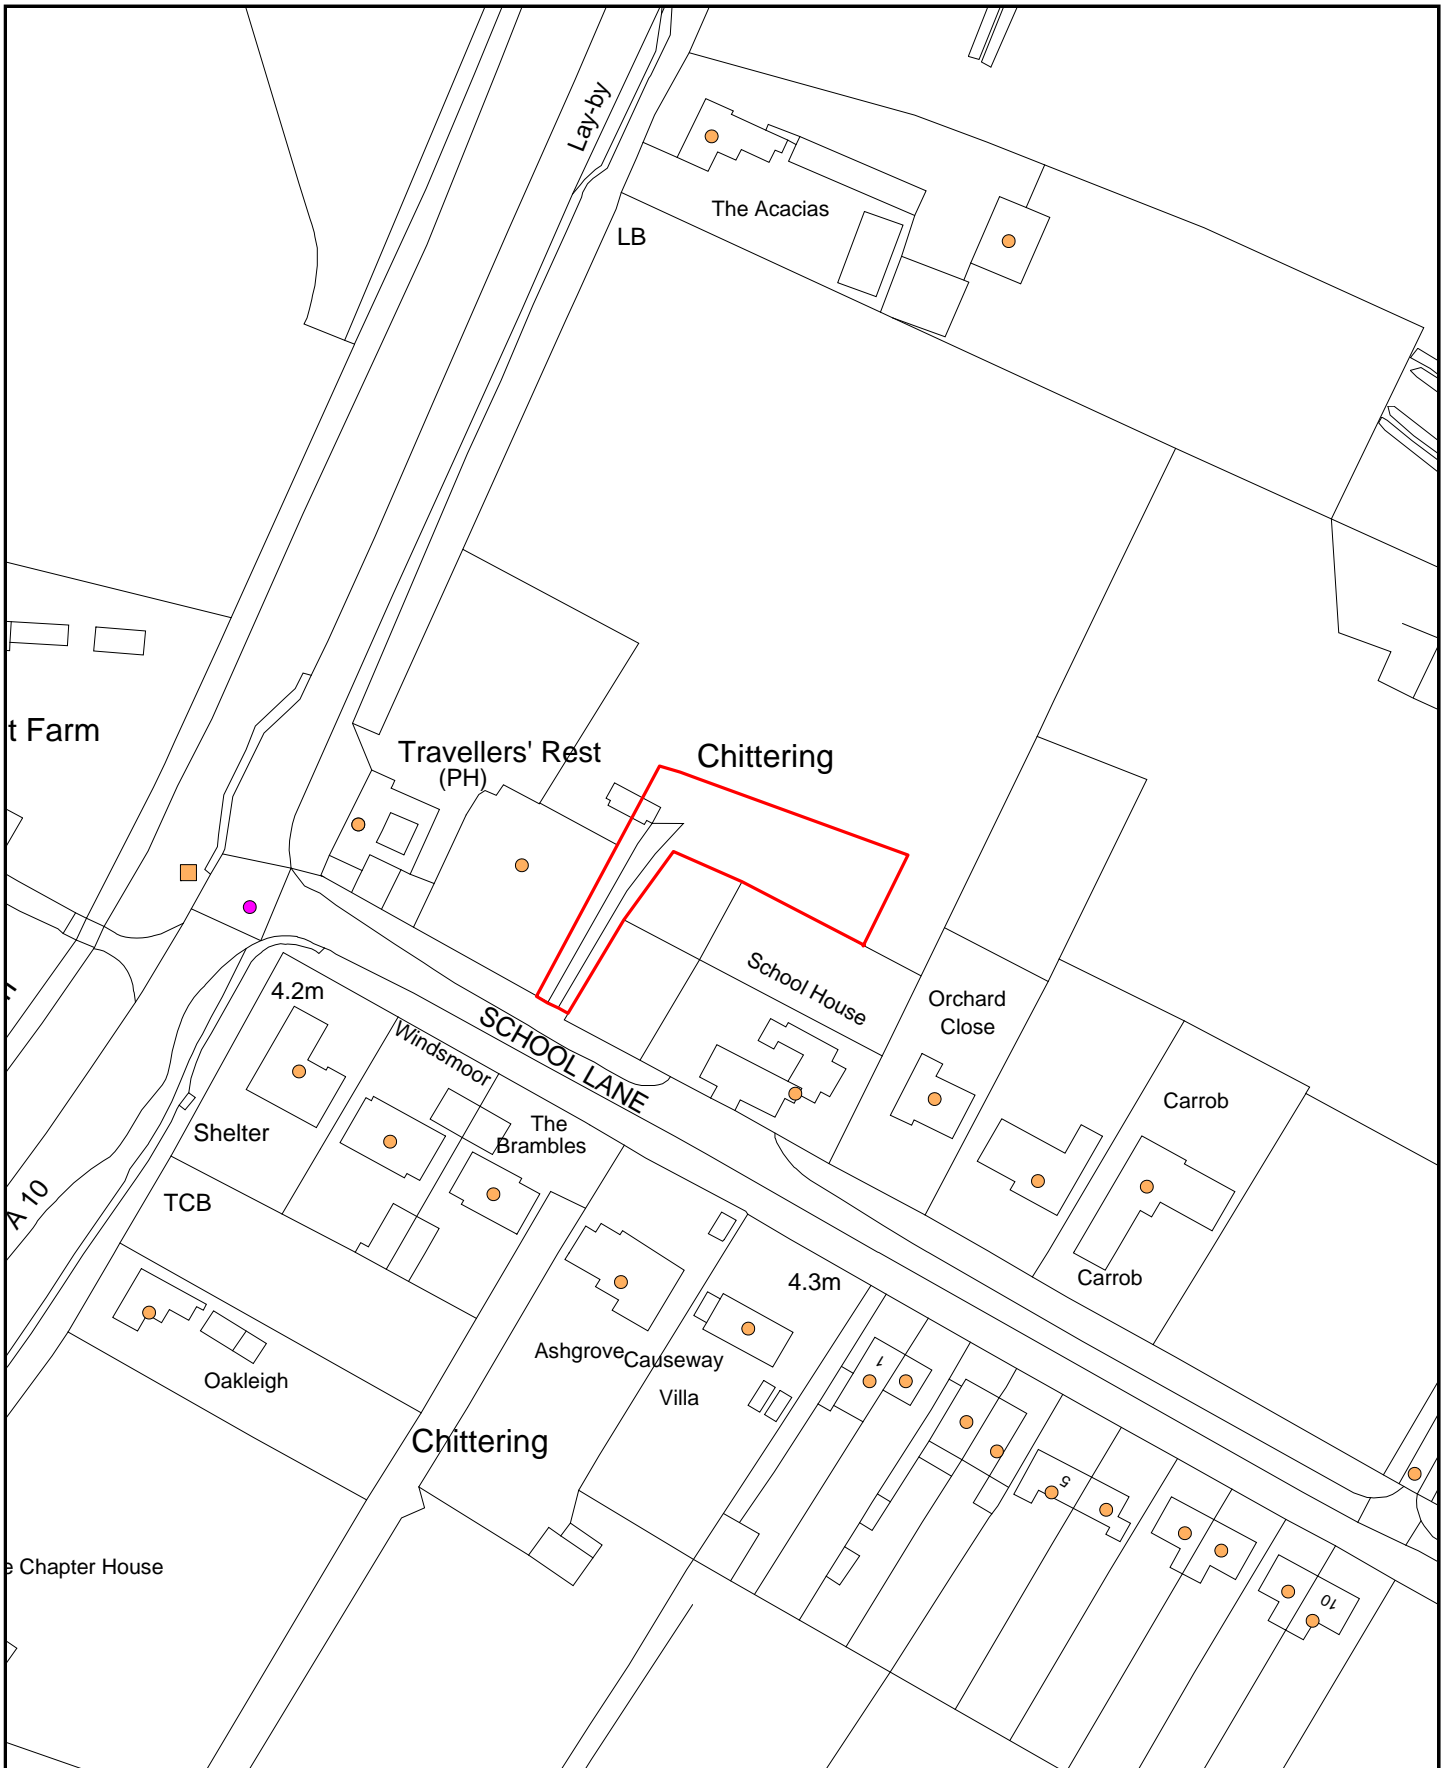 Lay-by
The Acacias
LB
t Farm
Travellers' Rest
(PH)
Chittering
School House
Orchard
Close
4.2m
Windsmoor
SCHOOL LANE
The
Brambles
Shelter
Carrob
A 10
TCB
Carrob
4.3m
Ashgrove
Causeway
Villa
Oakleigh
1
Chittering
5
e Chapter House
10